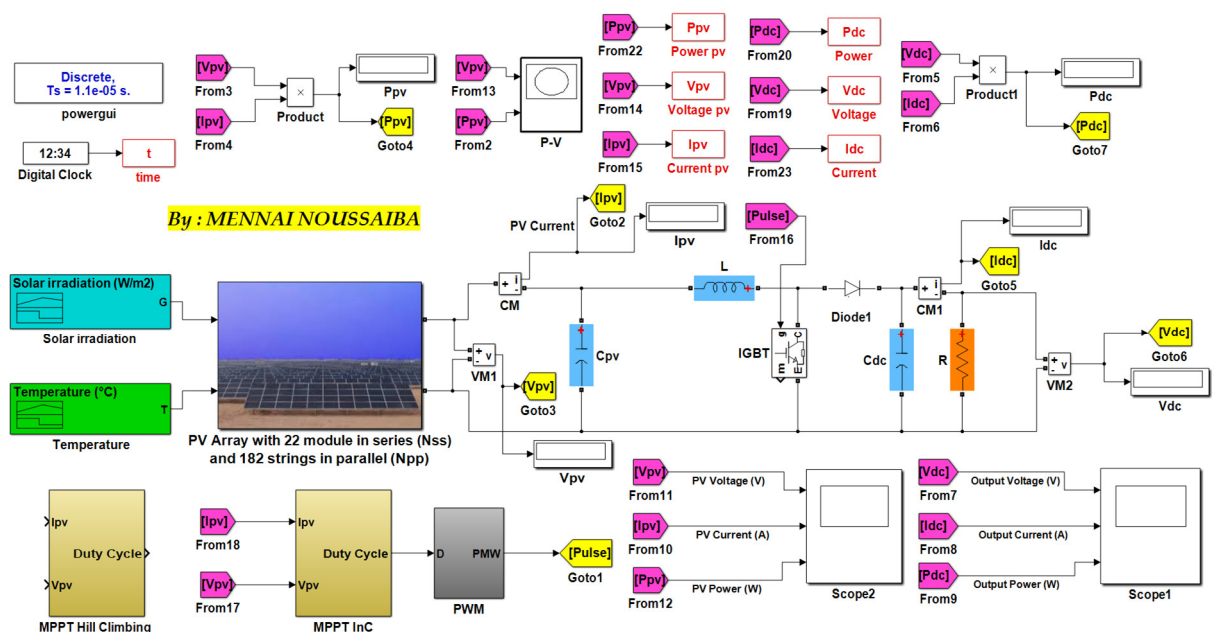 Discrete,
Ts = 1.1e-05 s.
powergui
12:34
Digital Clock
t
time
[Vpv]
From3
[Ipv]
From4
×
Product
Ppv
[Ppv]
Goto4
[Vpv]
From13
[Ppv]
From2
P-V
[Ppv]
From22
Ppv
Power pv
[Vpv]
From14
Vpv
Voltage pv
[Ipv]
From15
Ipv
Current pv
[Pdc]
From20
Pdc
Power
[Vdc]
From19
Vdc
Voltage
[Idc]
From23
Idc
Current
[Vdc]
From5
[Idc]
From6
×
Product1
Pdc
[Pdc]
Goto7
By : MENNAI NOUSSAIBA
PV Current
[Ipv]
Goto2
Ipv
[Pulse]
From16
Idc
[Idc]
Goto5
Solar irradiation (W/m2)
G
Solar irradiation
Temperature (°C)
T
Temperature
PV Array with 22 module in series (Nss)
and 182 strings in parallel (Npp)
+
-
i
CM
+
-
v
VM1
[Vpv]
Goto3
Vpv
+
Cpv
L
+
g
C
m
E
IGBT
Diode1
+
Cdc
+
-
i
CM1
+
R
+
-
v
VM2
[Vdc]
Goto6
Vdc
Ipv
Vpv
Duty Cycle
MPPT Hill Climbing
[Ipv]
From18
[Vpv]
From17
Ipv
Vpv
Duty Cycle
MPPT InC
D
PMW
PWM
[Pulse]
Goto1
[Vpv]
From11
PV Voltage (V)
[Ipv]
From10
PV Current (A)
[Ppv]
From12
PV Power (W)
Scope2
[Vdc]
From7
Output Voltage (V)
[Idc]
From8
Output Current (A)
[Pdc]
From9
Output Power (W)
Scope1